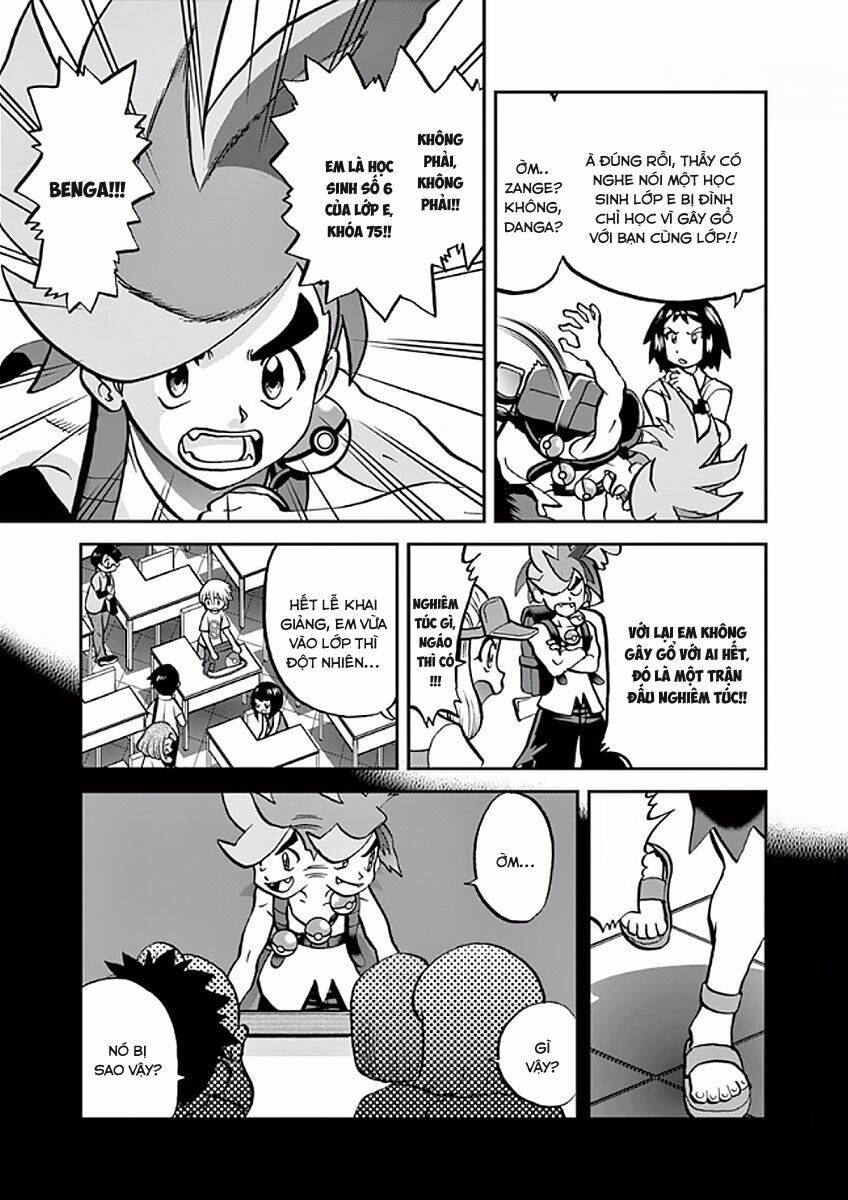 À ĐÚNG RỒI, THẦY CÓ
NGHE NÓI MỘT HỌC
SINH LỚP E BỊ ĐÌNH
CHỈ HỌC VÌ GÂY GỔ
VỚI BẠN CÙNG LỚP!!
ỜM..
ZANGE?
KHÔNG,
DANGA?
KHÔNG
PHẢI,
KHÔNG
PHẢI!!
EM LÀ HỌC
SINH SỐ 6
CỦA LỚP E,
KHÓA 75!!
BENGA!!!
VỚI LẠI EM KHÔNG
GÂY GỔ VỚI AI HẾT,
ĐÓ LÀ MỘT TRẬN
ĐẤU NGHIÊM TÚC!!
NGHIÊM
TÚC GÌ,
NGÁO
THÌ CÓ
!!!
HẾT LỄ KHAI
GIẢNG, EM VỪA
VÀO LỚP THÌ
ĐỘT NHIÊN...
ỜM...
GÌ
VẬY?
NÓ BỊ
SAO VẬY?